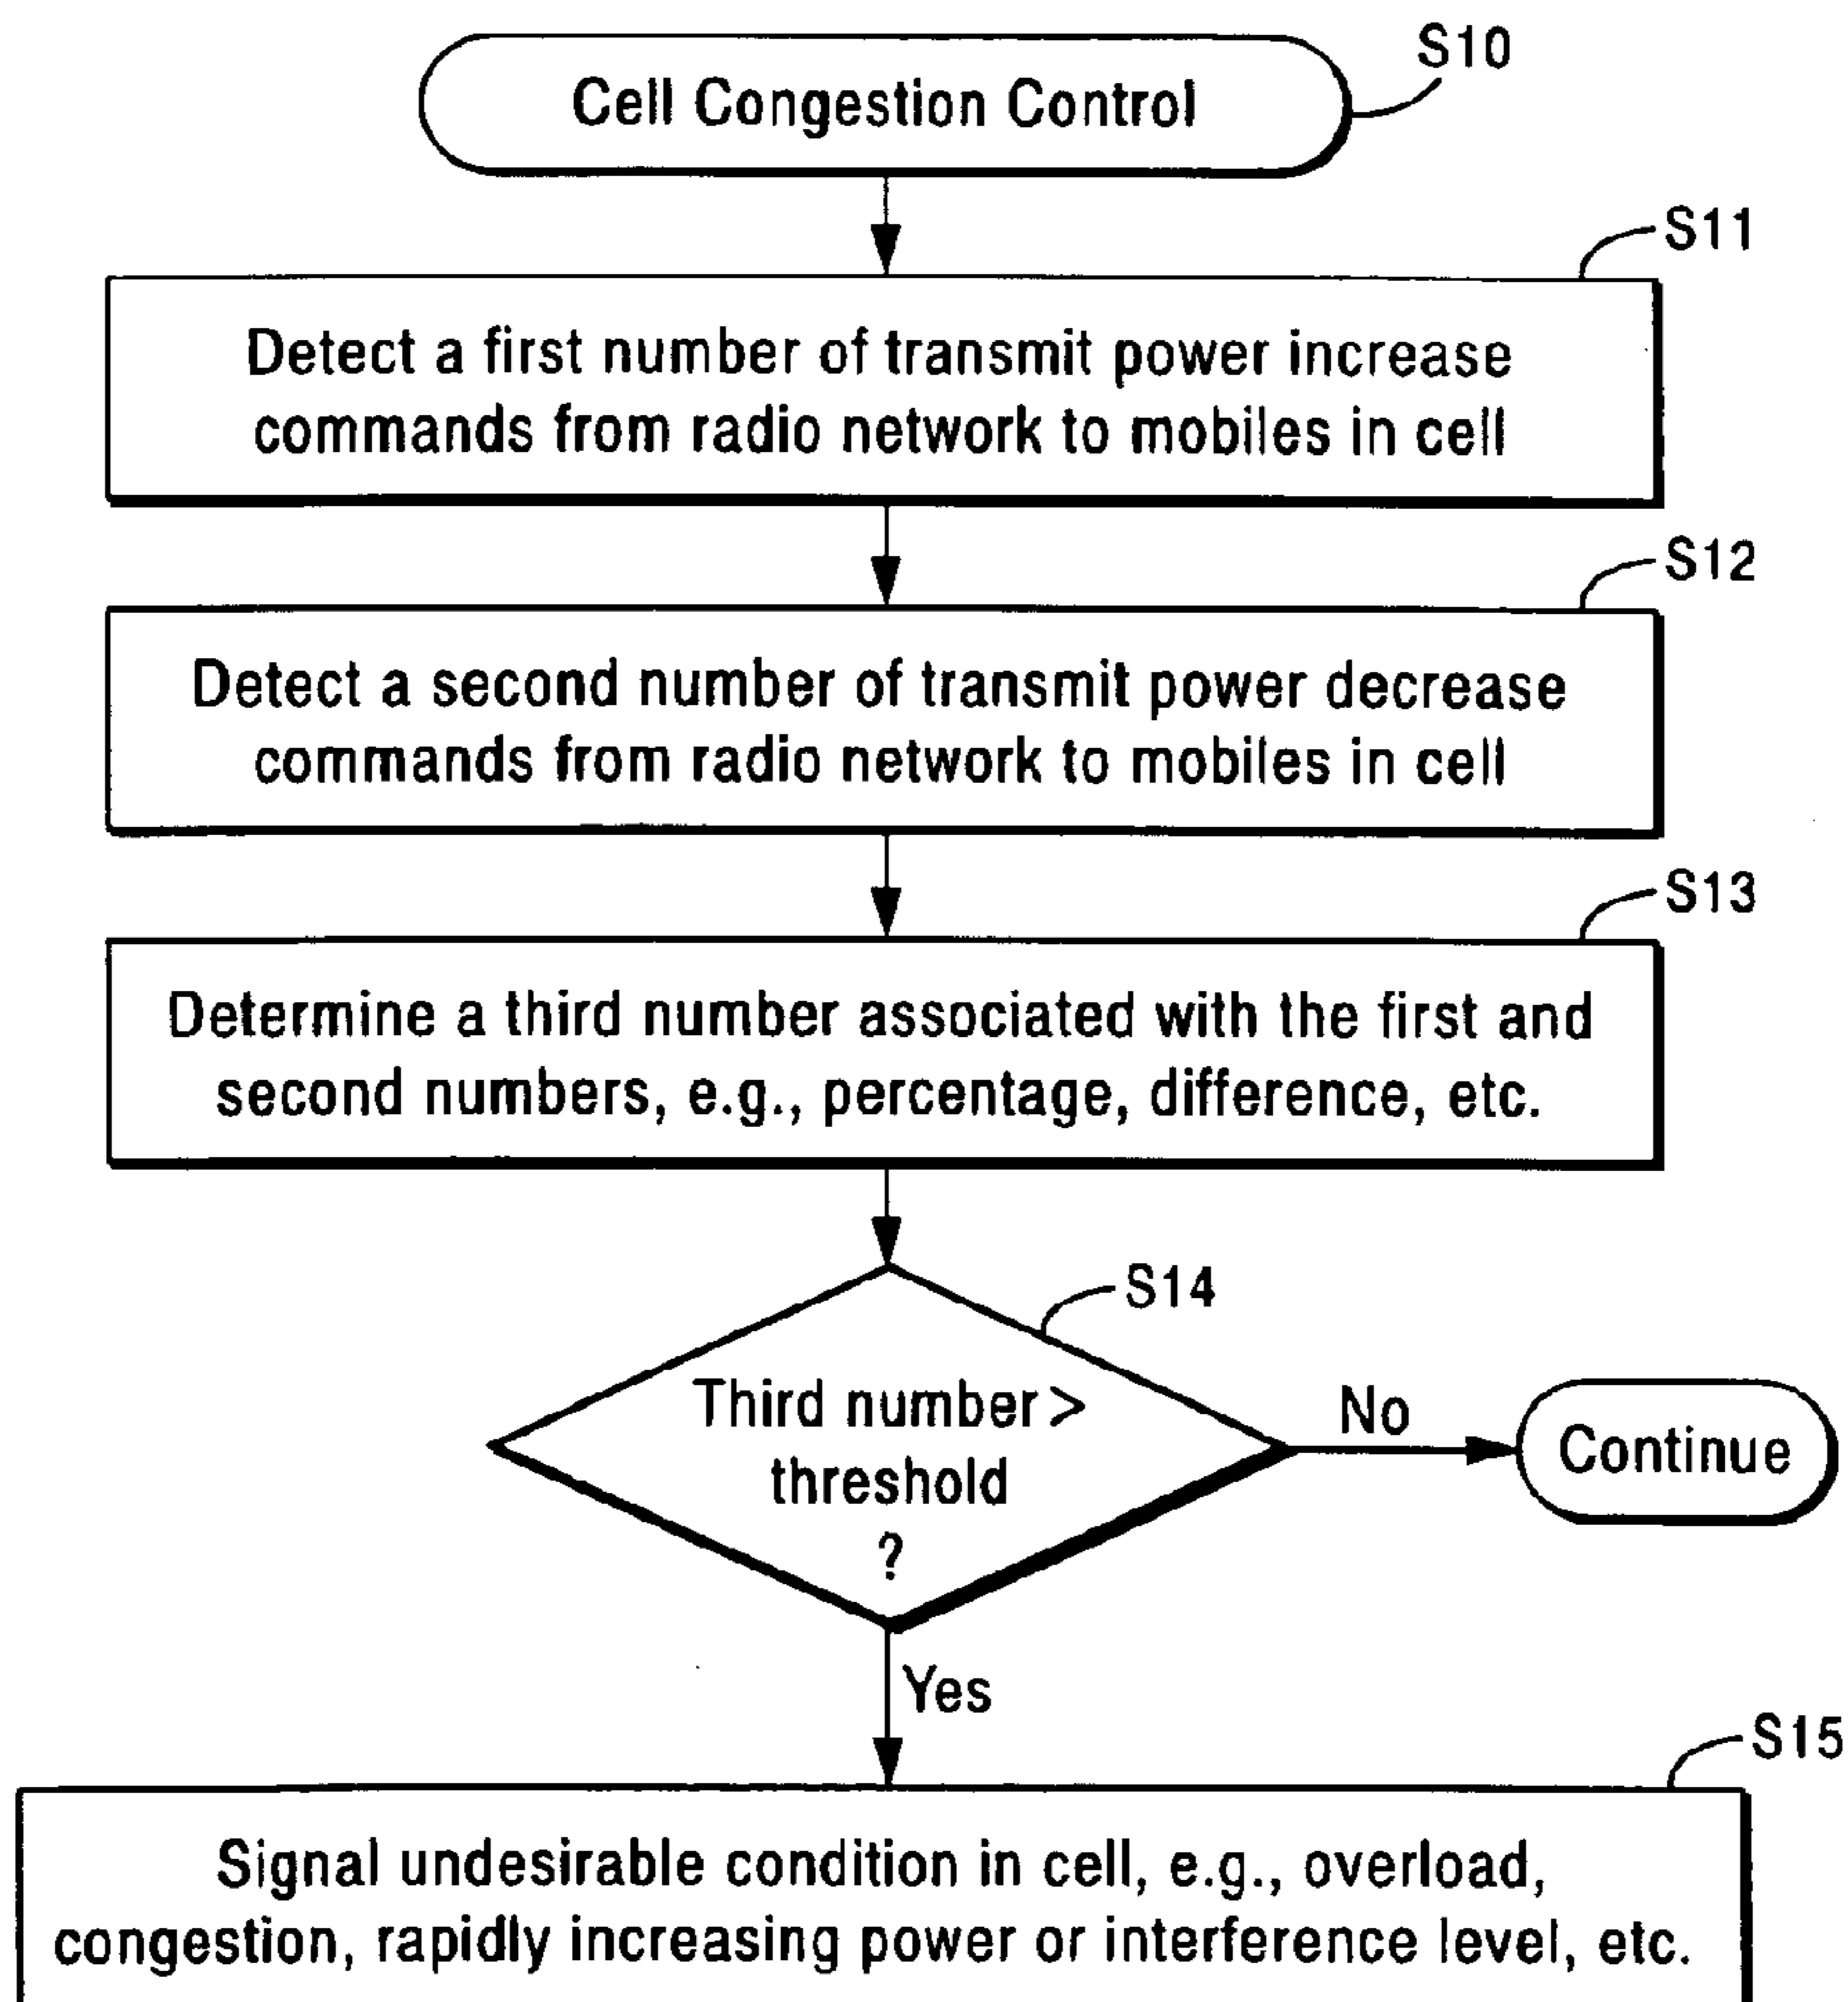 S10
Cell Congestion Control
S11
Detect a first number of transmit power increase
commands from radio network to mobiles in cell
S12
Detect a second number of transmit power decrease
commands from radio network to mobiles in cell
S13
Determine a third number associated with the first and
second numbers, e.g., percentage, difference, etc.
S14
Third number >
threshold
?
No
Continue
Yes
S15
Signal undesirable condition in cell, e.g., overload,
congestion, rapidly increasing power or interference level, etc.